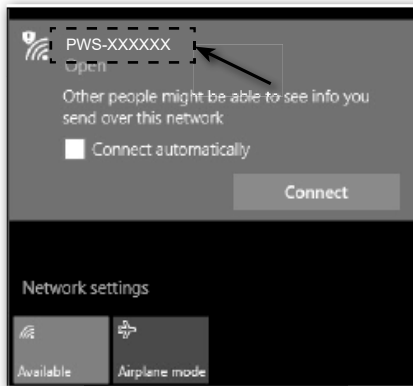 PWS-XXXXXX
Open
Other people might be able to see info you
send over this network
Connect automatically
Connect
Network settings
Available
Airplane mode